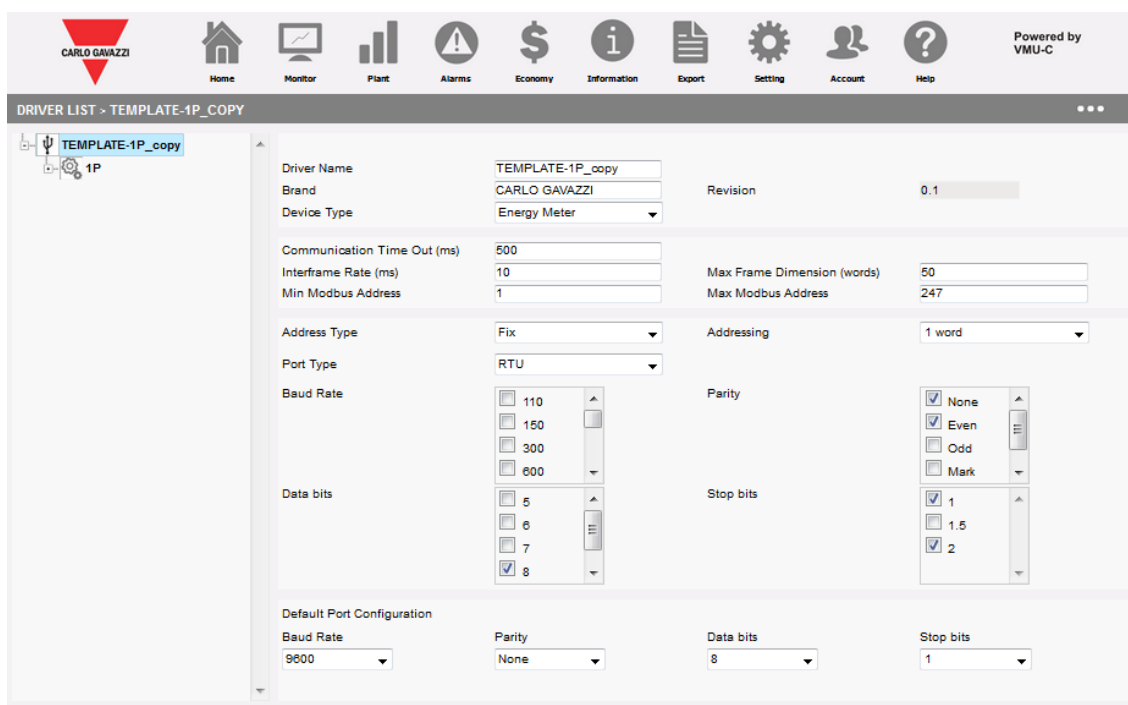 CARLO GAVAZZI
Home Monitor Plant Alarms Economy Information Export Setting Account Help
Powered by
VMU-C
DRIVER LIST > TEMPLATE-1P_COPY
TEMPLATE-1P_copy
1P
Driver Name TEMPLATE-1P_copy
Brand CARLO GAVAZZI Revision 0.1
Device Type Energy Meter
Communication Time Out (ms) 500
Interframe Rate (ms) 10 Max Frame Dimension (words) 50
Min Modbus Address 1 Max Modbus Address 247
Address Type Fix Addressing 1 word
Port Type RTU
Baud Rate 110 Parity None
150 Even
300 Odd
600 Mark
Data bits 5 Stop bits 1
6 1.5
7 2
8
Default Port Configuration
Baud Rate Parity Data bits Stop bits
9600 None 8 1